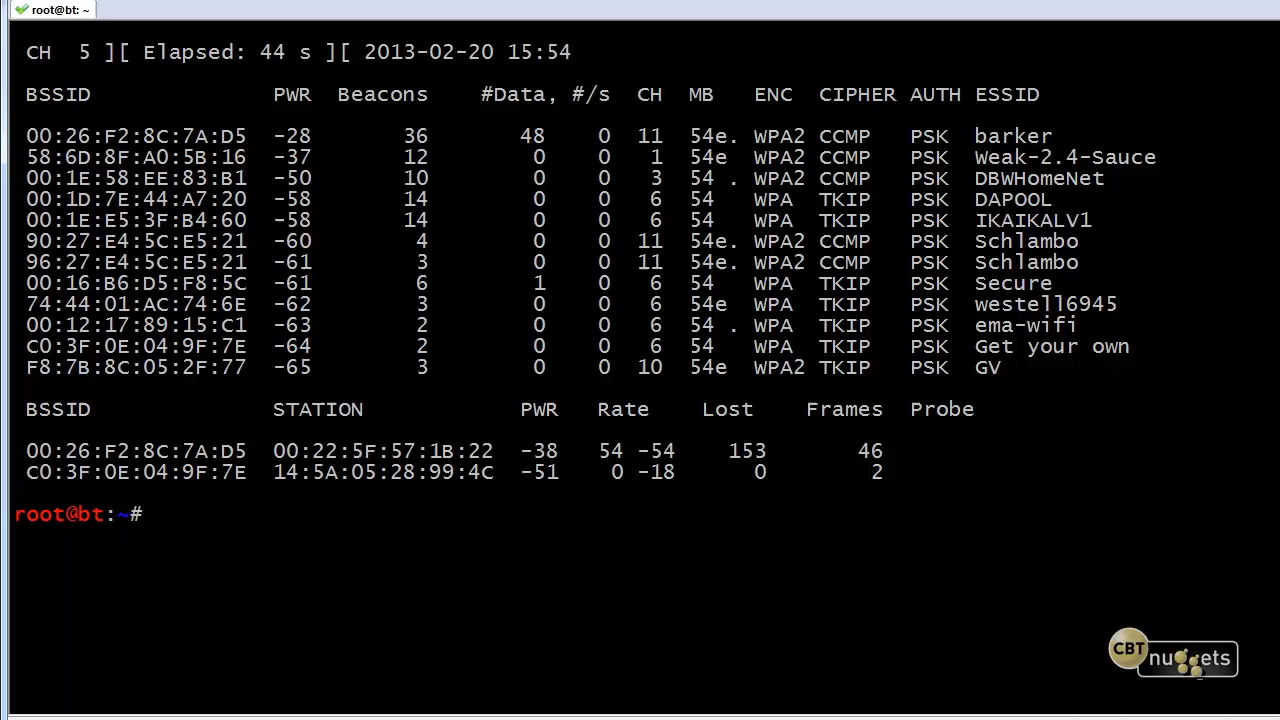 root@bt: ~
CH 5 ][ Elapsed: 44 s ][ 2013-02-20 15:54
BSSID PWR Beacons #Data, #/s CH MB ENC CIPHER AUTH ESSID
00:26:F2:8C:7A:D5 -28 36 48 0 11 54e. WPA2 CCMP PSK barker
58:6D:8F:A0:5B:16 -37 12 0 0 1 54e WPA2 CCMP PSK Weak-2.4-Sauce
00:1E:58:EE:83:B1 -50 10 0 0 3 54 . WPA2 CCMP PSK DBWHomeNet
00:1D:7E:44:A7:20 -58 14 0 0 6 54 WPA TKIP PSK DAPOOL
00:1E:E5:3F:B4:60 -58 14 0 0 6 54 WPA TKIP PSK IKAIKALV1
90:27:E4:5C:E5:21 -60 4 0 0 11 54e. WPA2 CCMP PSK Schlambo
96:27:E4:5C:E5:21 -61 3 0 0 11 54e. WPA2 CCMP PSK Schlambo
00:16:B6:D5:F8:5C -61 6 1 0 6 54 WPA TKIP PSK Secure
74:44:01:AC:74:6E -62 3 0 0 6 54e WPA TKIP PSK westell6945
00:12:17:89:15:C1 -63 2 0 0 6 54 . WPA TKIP PSK ema-wifi
C0:3F:0E:04:9F:7E -64 2 0 0 6 54 WPA TKIP PSK Get your own
F8:7B:8C:05:2F:77 -65 3 0 0 10 54e WPA2 TKIP PSK GV
BSSID STATION PWR Rate Lost Frames Probe
00:26:F2:8C:7A:D5 00:22:5F:57:1B:22 -38 54 -54 153 46
C0:3F:0E:04:9F:7E 14:5A:05:28:99:4C -51 0 -18 0 2
root@bt:~#
CBT nuggets